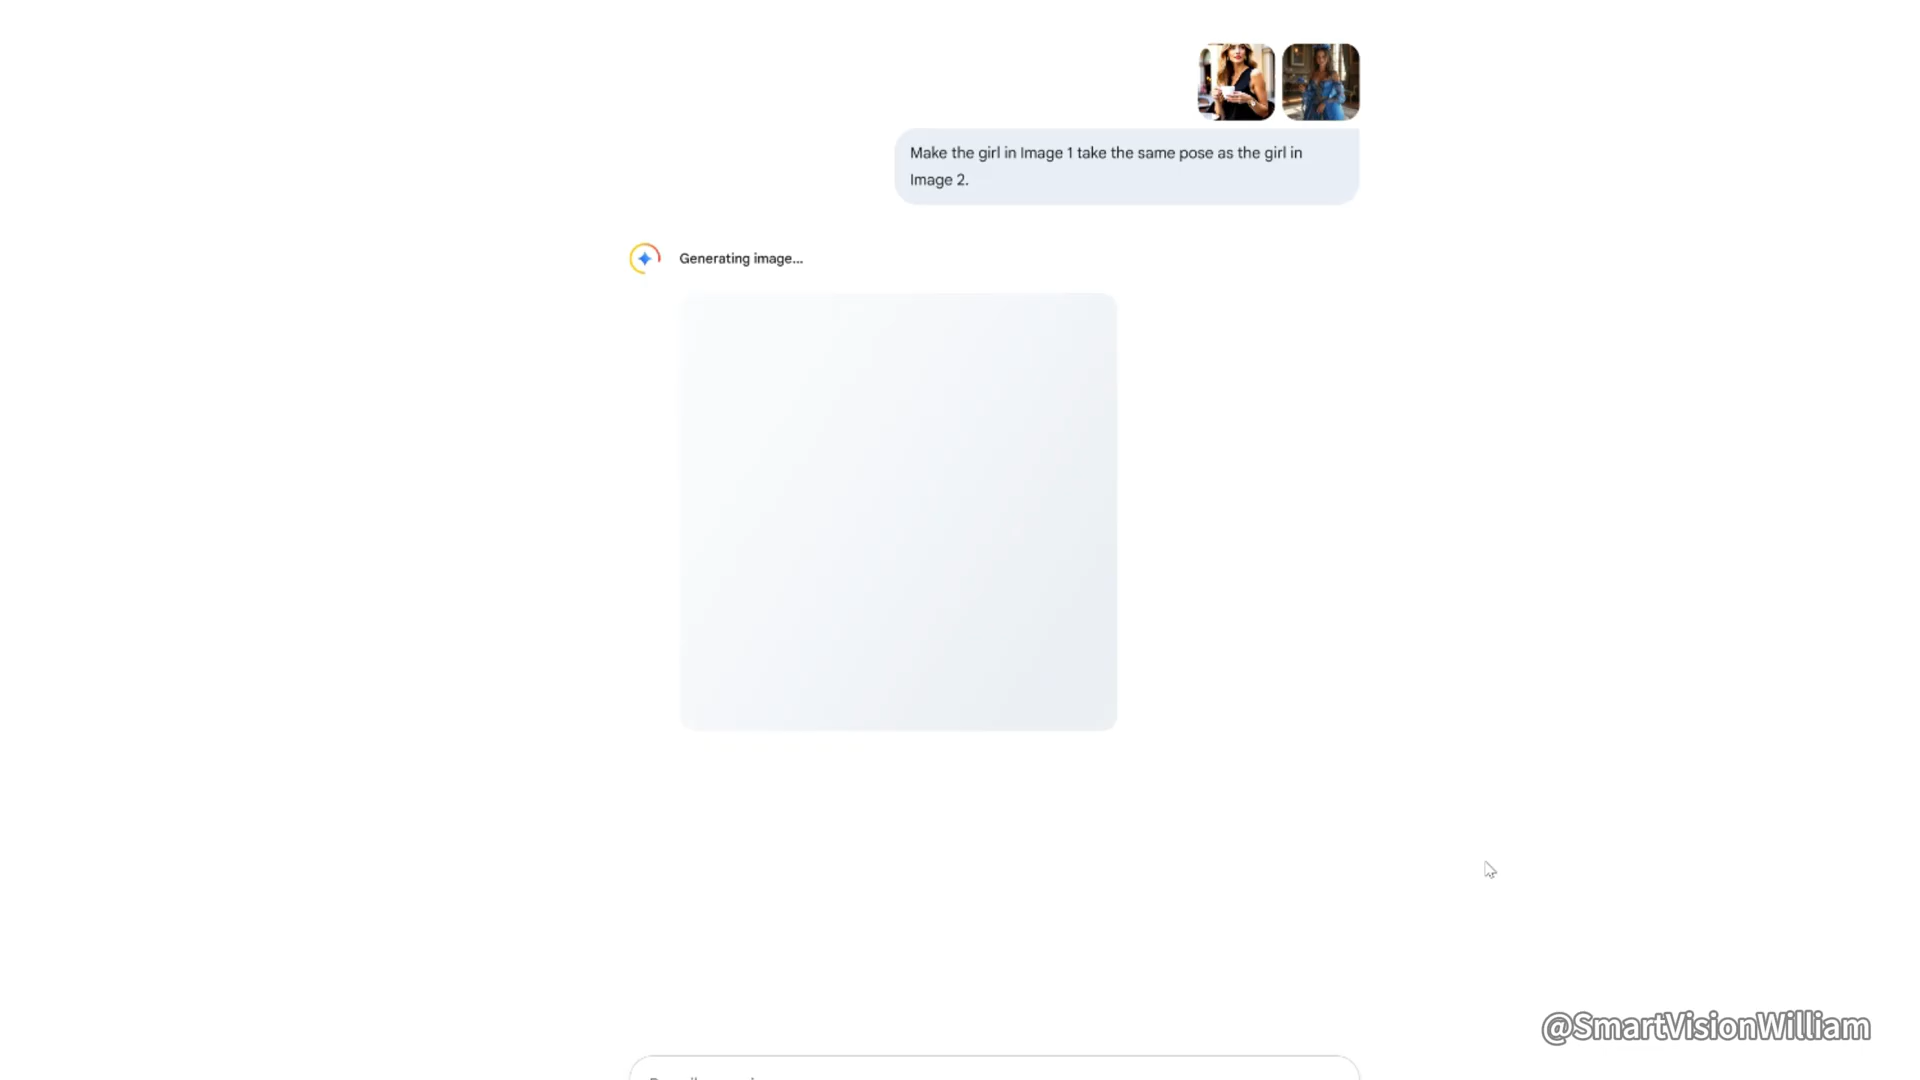 Make the girl in Image 1 take the same pose as the girl in
Image 2.
Generating image...
@SmartVisionWilliam